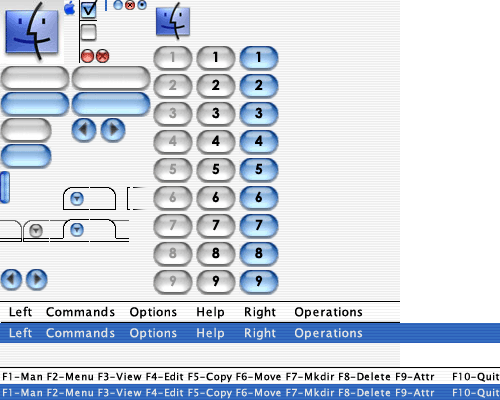 1 1 1
2 2 2
3 3 3
4 4 4
5 5 5
6 6 6
7 7 7
8 8 8
9 9 9
Left Commands Options Help Right Operations
Left Commands Options Help Right Operations
F1-Man F2-Menu F3-View F4-Edit F5-Copy F6-Move F7-Mkdir F8-Delete F9-Attr F10-Quit
F1-Man F2-Menu F3-View F4-Edit F5-Copy F6-Move F7-Mkdir F8-Delete F9-Attr F10-Quit